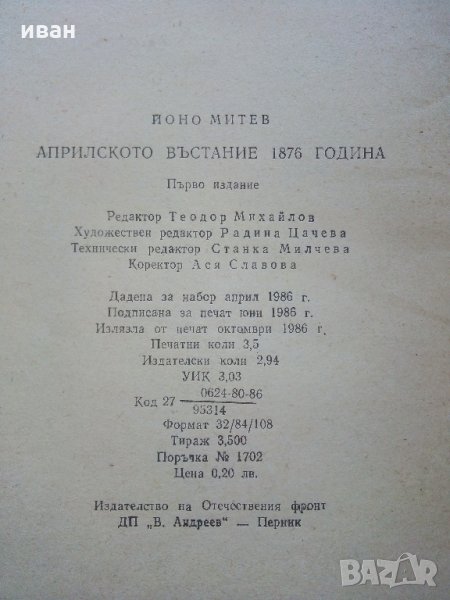 иван
ЙОНО МИТЕВ
АПРИЛСКОТО ВЪСТАНИЕ 1876 ГОДИНА
Първо издание
Редактор Теодор Михайлов
Художествен редактор Радина Цачева
Технически редактор Станка Милчева
Коректор Ася Славова
Дадена за набор април 1986 г.
Подписана за печат юни 1986 г.
Излязла от печат октомври 1986 г.
Печатни коли 3,5
Издателски коли 2,94
УИК 3,03
Код 27 0624-80-86
95314
Формат 32/84/108
Тираж 3,500
Поръчка № 1702
Цена 0,20 лв.
Издателство на Отечествения фронт
ДП „В. Андреев“ — Перник
BAZAR